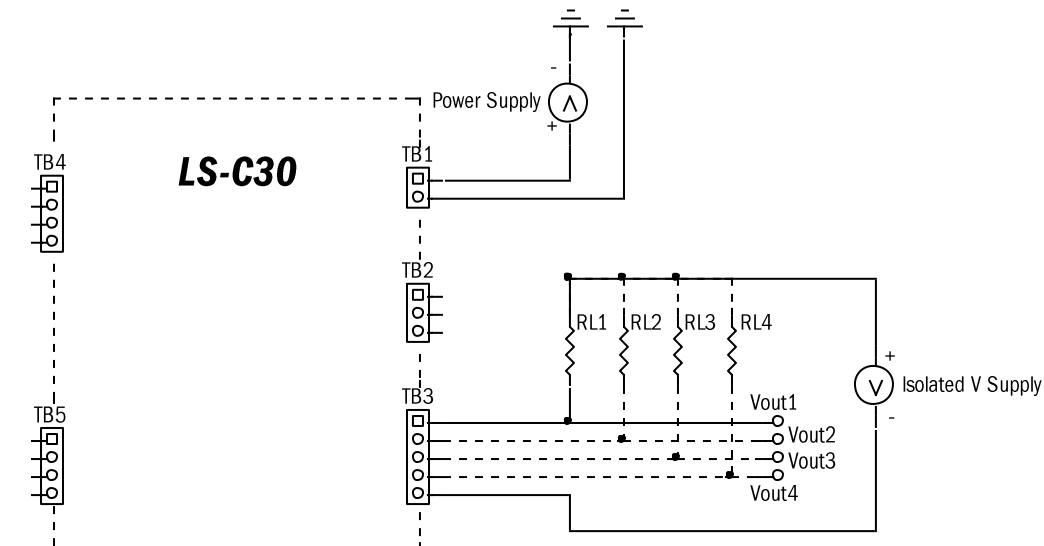 Power Supply
-
+
TB1
TB4
LS-C30
TB2
RL1 RL2 RL3 RL4
+
Isolated V Supply
-
TB3
Vout1
TB5
Vout2
Vout3
Vout4